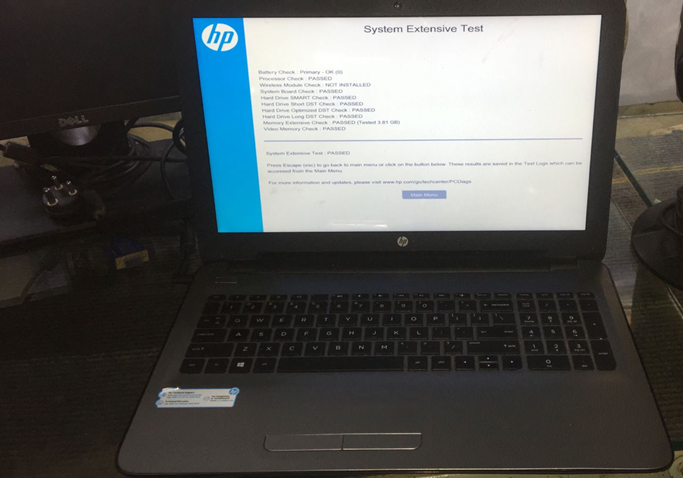 hp
System Extensive Test
Battery Check : Primary - OK (0)
Processor Check : PASSED
Wireless Module Check : NOT INSTALLED
System Board Check : PASSED
Hard Drive SMART Check : PASSED
Hard Drive Short DST Check : PASSED
Hard Drive Optimized DST Check : PASSED
Hard Drive Long DST Check : PASSED
Memory Extensive Check : PASSED (Tested 3.81 GB)
Video Memory Check : PASSED
System Extensive Test : PASSED
Press Escape (esc) to go back to main menu or click on the button below. These results are saved in the Test Logs which can be
accessed from the Main Menu.
For more information and updates, please visit www.hp.com/go/techcenter/PCDiags
Main Menu
DELL
hp
Q W E R T Y U I O P
A S D F G H J K L
Z X C V B N M